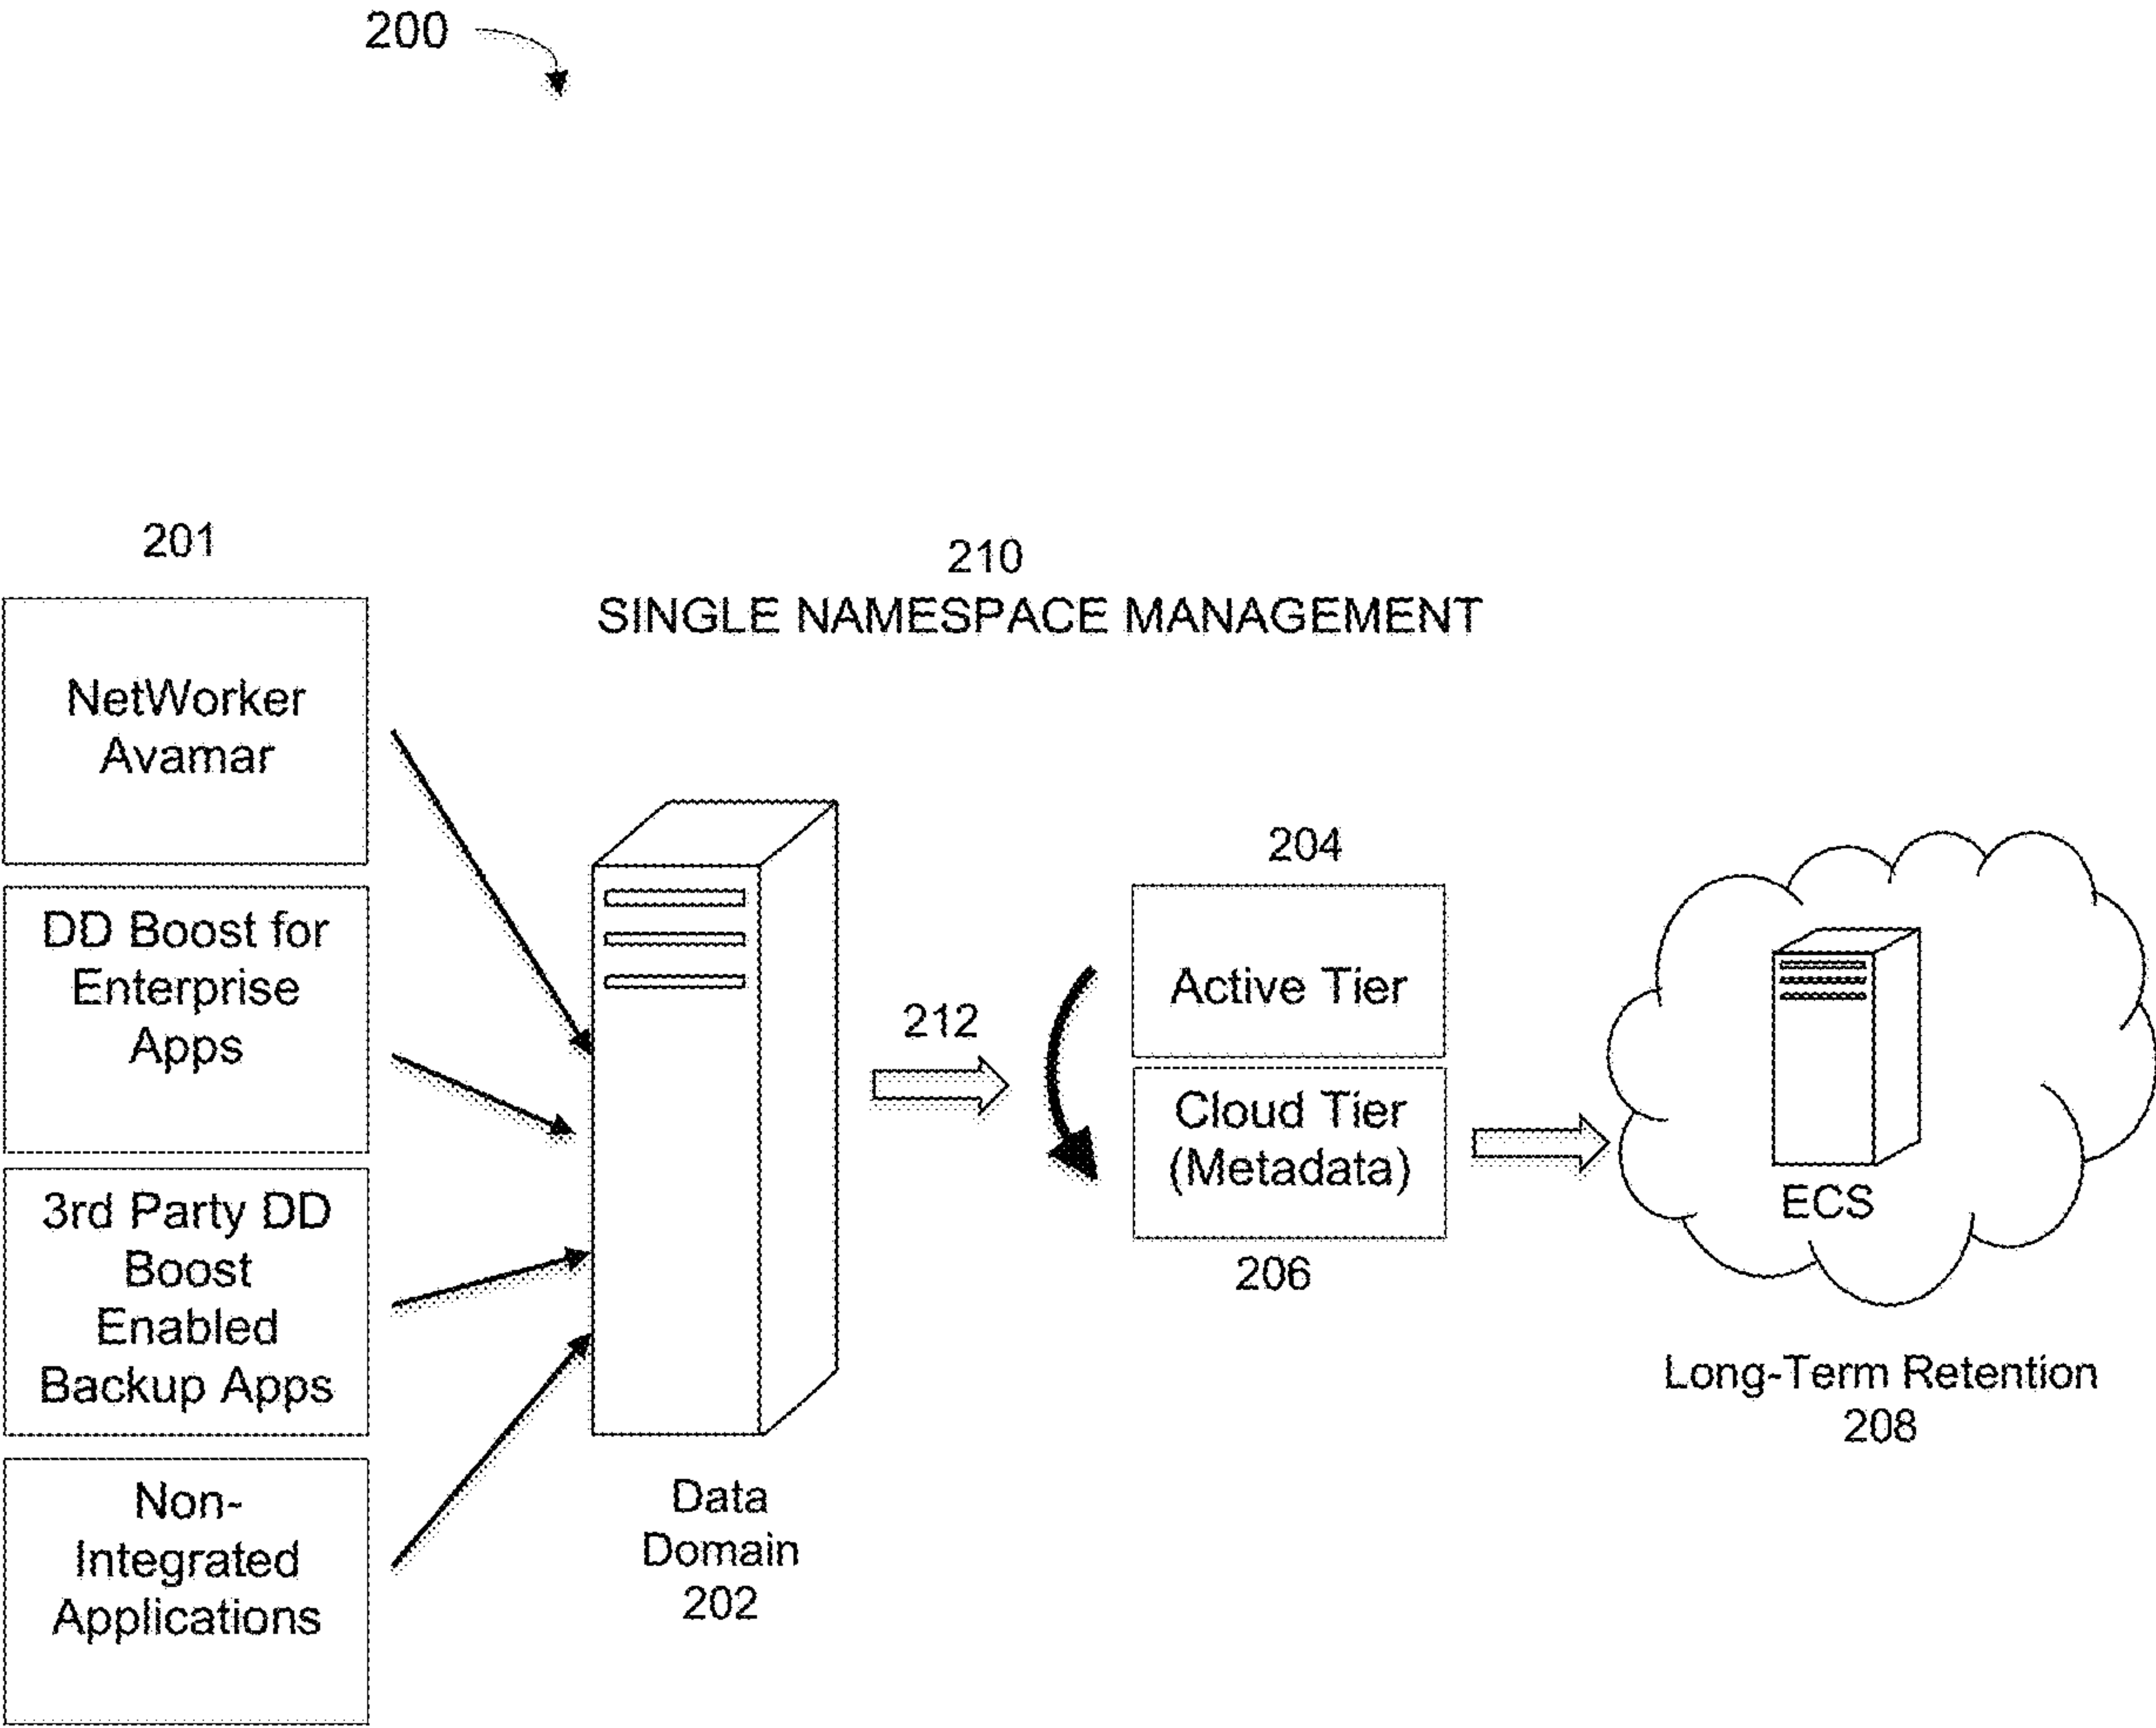 200
201
NetWorker
Avamar
DD Boost for
Enterprise
Apps
3rd Party DD
Boost
Enabled
Backup Apps
Non-
Integrated
Applications
210
SINGLE NAMESPACE MANAGEMENT
Data
Domain
202
212
204
Active Tier
Cloud Tier
(Metadata)
206
ECS
Long-Term Retention
208